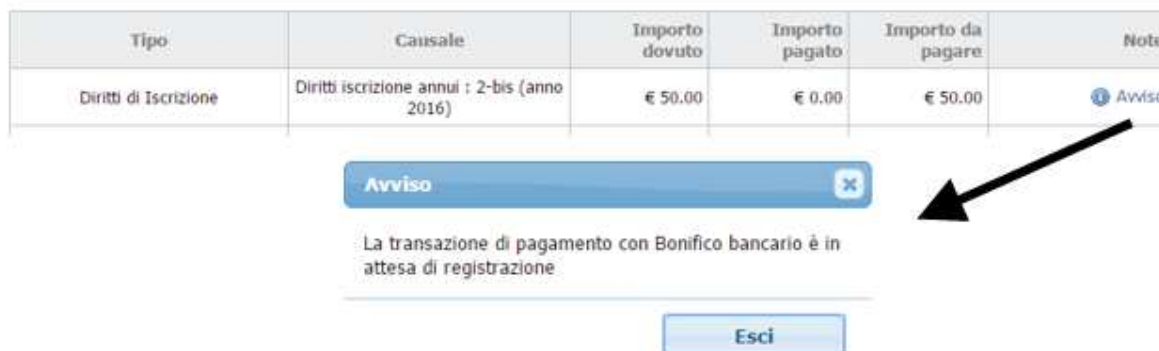 Tipo Causale Importo dovuto Importo pagato Importo da pagare Note
Diritti di Iscrizione Diritti iscrizione annui : 2-bis (anno 2016) € 50.00 € 0.00 € 50.00 Avviso
Avviso
La transazione di pagamento con Bonifico bancario è in
attesa di registrazione
Esci